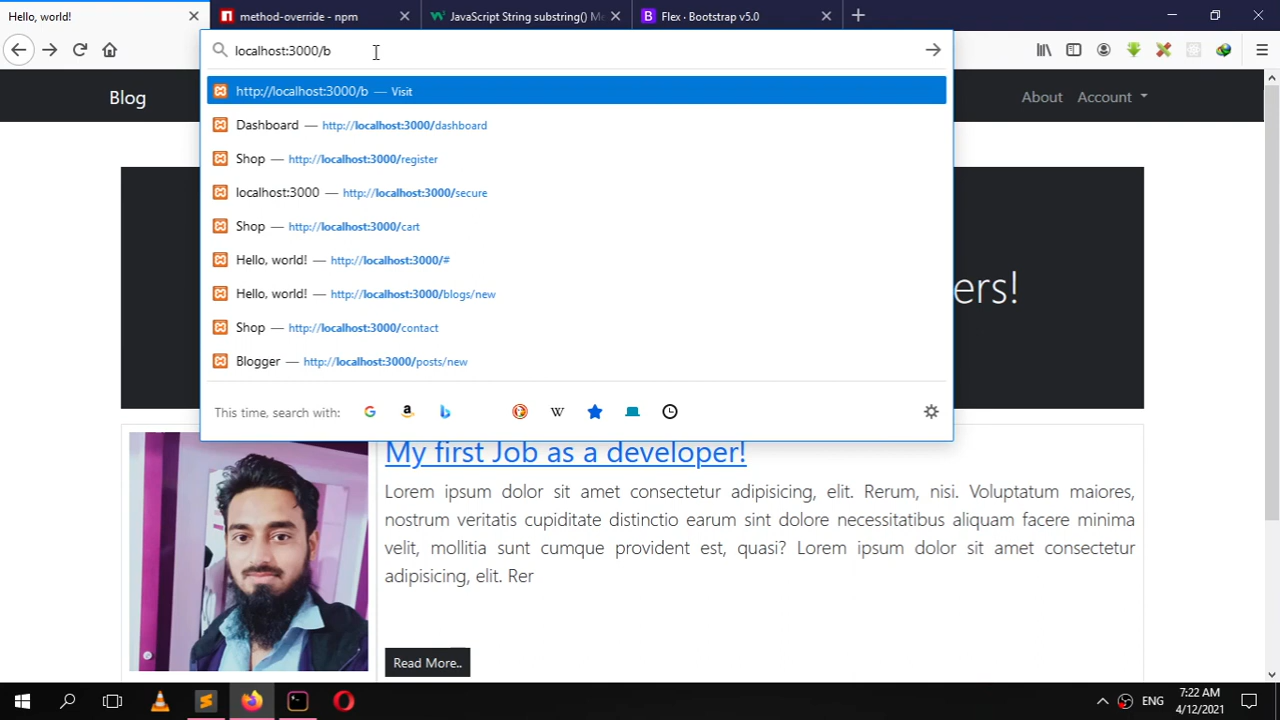 Hello, world!
method-override - npm
JavaScript String substring() Me
Flex · Bootstrap v5.0
localhost:3000/b
http://localhost:3000/b — Visit
Dashboard — http://localhost:3000/dashboard
Shop — http://localhost:3000/register
localhost:3000 — http://localhost:3000/secure
Shop — http://localhost:3000/cart
Hello, world! — http://localhost:3000/#
Hello, world! — http://localhost:3000/blogs/new
Shop — http://localhost:3000/contact
Blogger — http://localhost:3000/posts/new
This time, search with:
Blog
About
Account
ers!
My first Job as a developer!
Lorem ipsum dolor sit amet consectetur adipisicing, elit. Rerum, nisi. Voluptatum maiores,
nostrum veritatis cupiditate distinctio earum sint dolore necessitatibus aliquam facere minima
velit, mollitia sunt cumque provident est, quasi? Lorem ipsum dolor sit amet consectetur
adipisicing, elit. Rer
Read More..
ENG
7:22 AM
4/12/2021